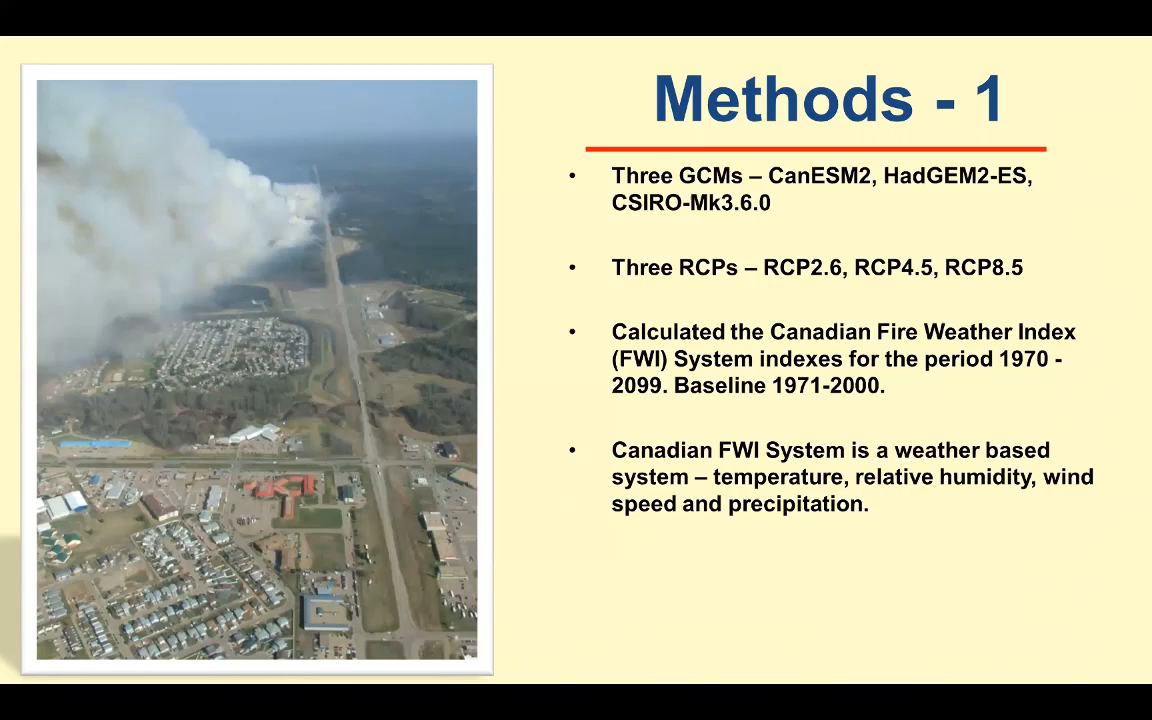 Methods - 1
• Three GCMs – CanESM2, HadGEM2-ES,
CSIRO-Mk3.6.0
• Three RCPs – RCP2.6, RCP4.5, RCP8.5
• Calculated the Canadian Fire Weather Index
(FWI) System indexes for the period 1970 -
2099. Baseline 1971-2000.
• Canadian FWI System is a weather based
system – temperature, relative humidity, wind
speed and precipitation.